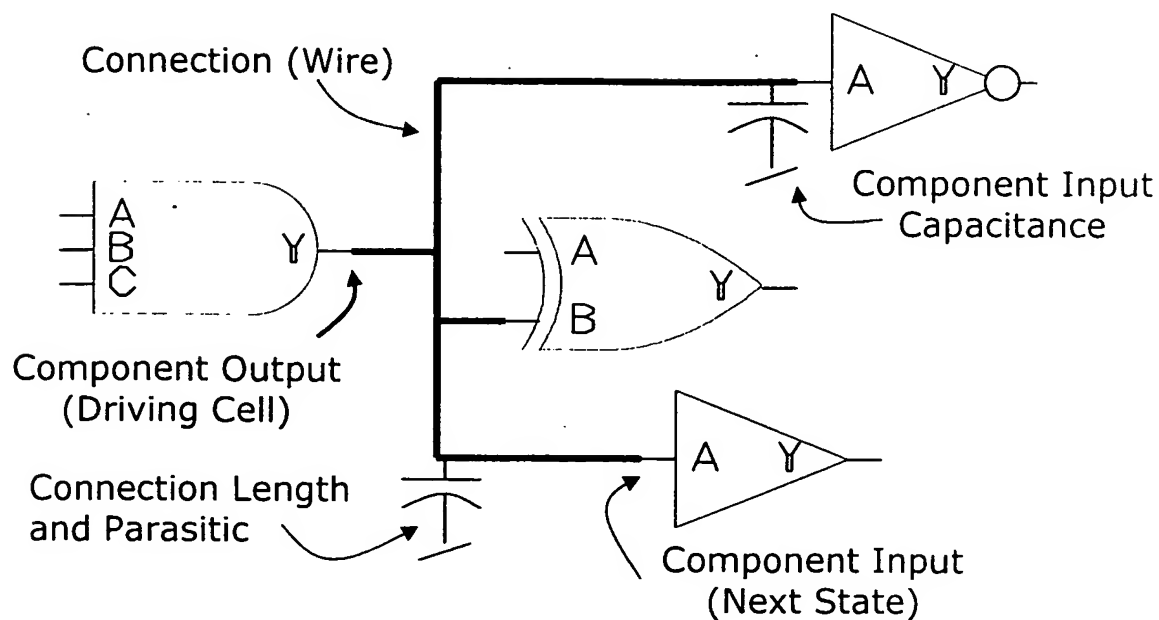 Connection (Wire)
A Y
Component Input
Capacitance
A
B
C
Y
A
B
Y
Component Output
(Driving Cell)
A Y
Connection Length
and Parasitic
Component Input
(Next State)